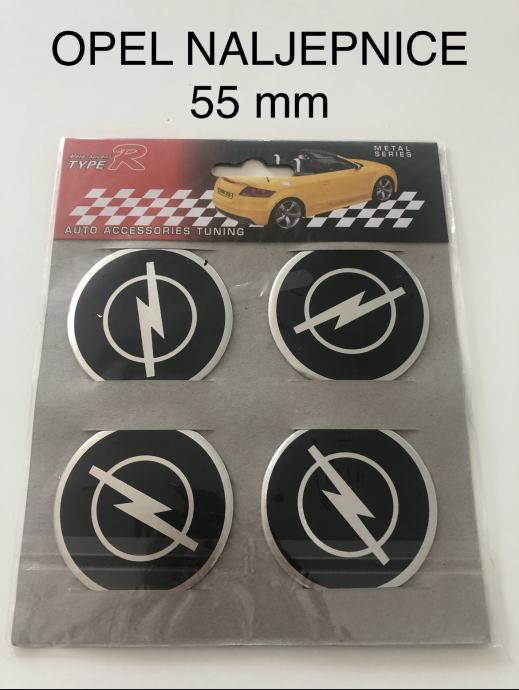 OPEL NALJEPNICE
55 mm
TYPE R
METAL
SERIES
AUTO ACCESSORIES TUNING